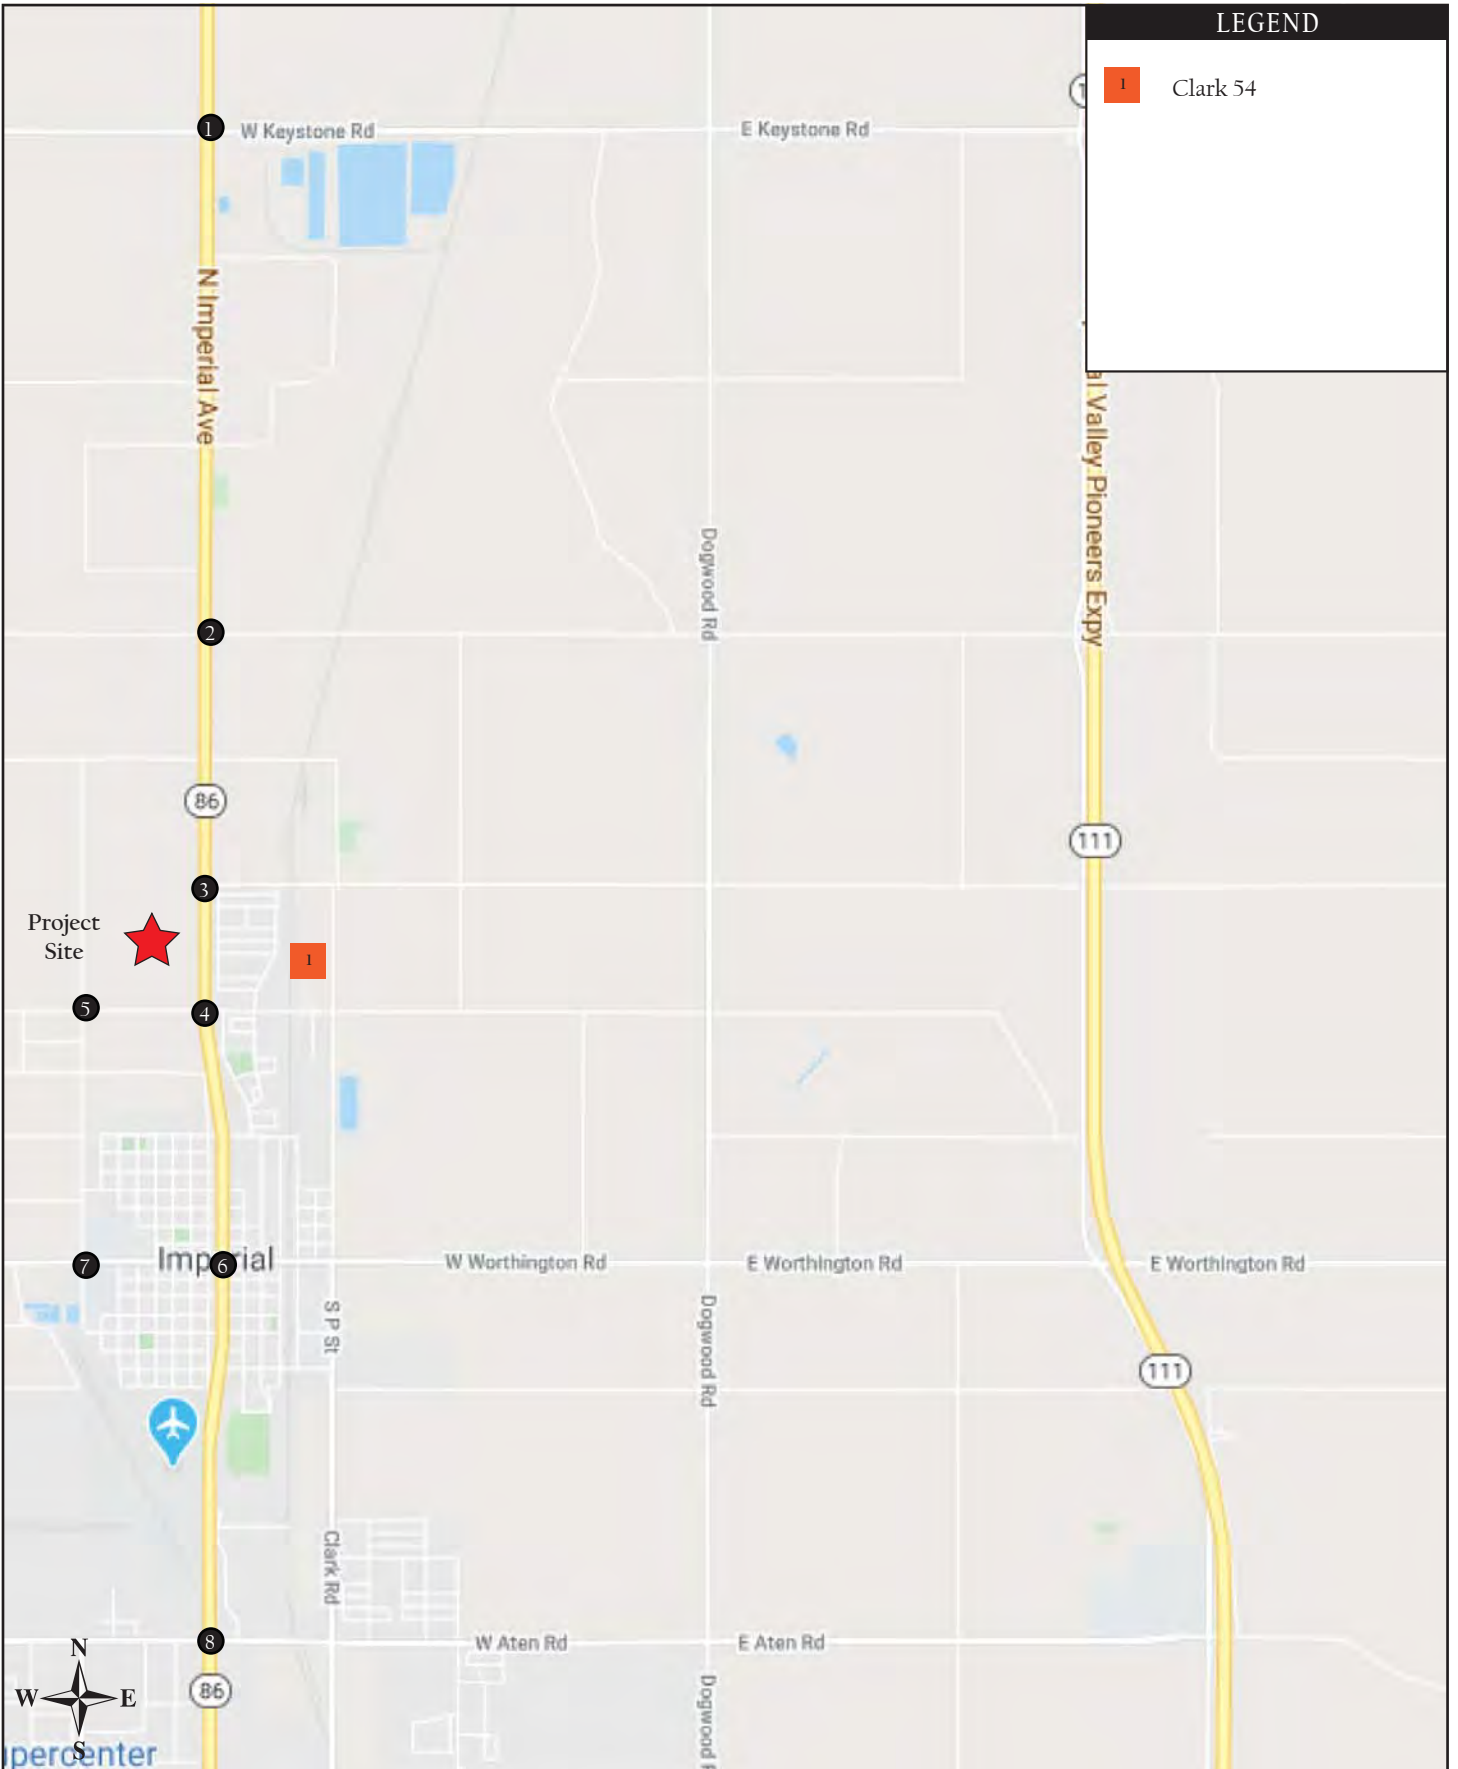 LEGEND
1 Clark 54
1
W Keystone Rd
E Keystone Rd
N Imperial Ave
al Valley Pioneers Expy
Dogwood Rd
2
86
111
3
Project
Site
1
5
4
Imperial
7
6
W Worthington Rd
E Worthington Rd
E Worthington Rd
S P St
Dogwood Rd
111
Clark Rd
8
W Aten Rd
E Aten Rd
N
W E
S
86
Dogwood
percenter